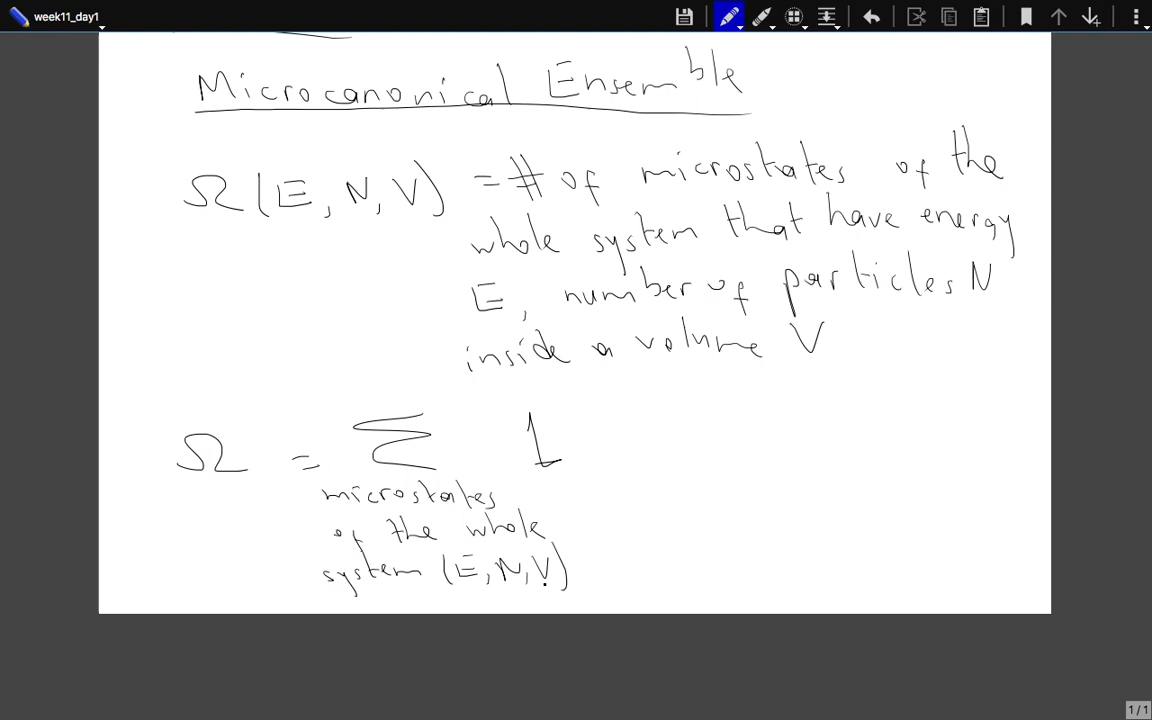 week11_day1
Microcanonical Ensemble
Ω(E,N,V) = # of microstates of the
whole system that have energy
E, number of particles N
inside a volume V
Ω = Σ 1
microstates
of the whole
system (E,N,V)
1/1